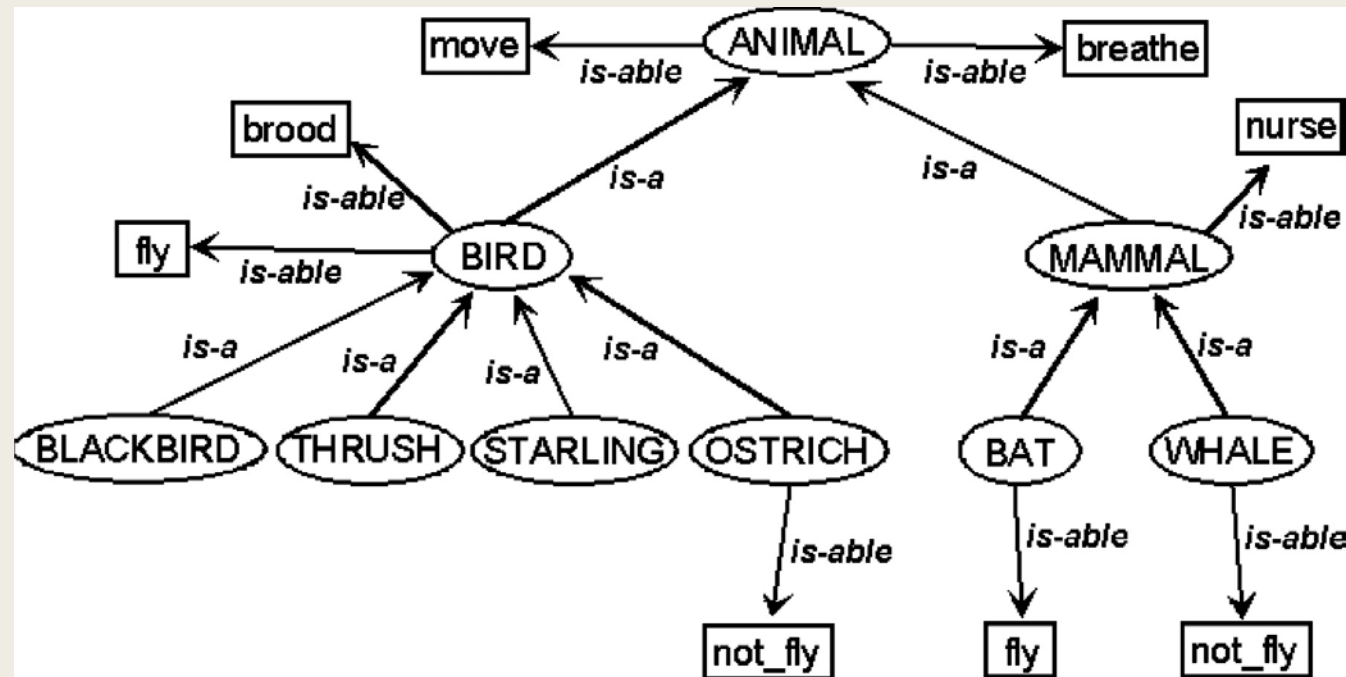 move
ANIMAL
breathe
is-able
is-able
brood
nurse
is-able
is-a
is-a
is-able
fly
BIRD
MAMMAL
is-able
is-a
is-a
is-a
is-a
is-a
is-a
BLACKBIRD
THRUSH
STARLING
OSTRICH
BAT
WHALE
is-able
is-able
is-able
not_fly
fly
not_fly